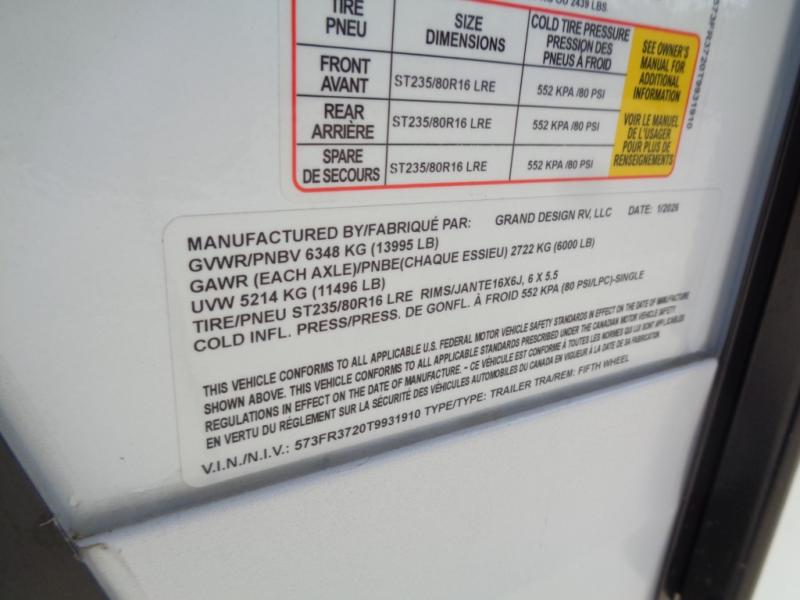 2439 LBS
TIRE SIZE COLD TIRE PRESSURE
PNEU DIMENSIONS PRESSION DES
PNEUS À FROID
SEE OWNER'S
MANUAL FOR
ADDITIONAL
INFORMATION
FRONT
AVANT ST235/80R16 LRE 552 KPA /80 PSI
REAR
ARRIÈRE ST235/80R16 LRE 552 KPA /80 PSI
SPARE
DE SECOURS ST235/80R16 LRE 552 KPA /80 PSI
VOIR LE MANUEL
DE L'USAGER
POUR PLUS DE
RENSEIGNEMENTS
573FR3720T9931910
MANUFACTURED BY/FABRIQUÉ PAR: GRAND DESIGN RV, LLC DATE: 1/2026
GVWR/PNBV 6348 KG (13995 LB)
GAWR (EACH AXLE)/PNBE(CHAQUE ESSIEU) 2722 KG (6000 LB)
UVW 5214 KG (11496 LB)
TIRE/PNEU ST235/80R16 LRE RIMS/JANTE16X6J, 6 X 5.5
COLD INFL. PRESS/PRESS. DE GONFL. À FROID 552 KPA (80 PSI/LPC)-SINGLE
THIS VEHICLE CONFORMS TO ALL APPLICABLE U.S. FEDERAL MOTOR VEHICLE SAFETY STANDARDS IN EFFECT ON THE DATE OF MANUFACTURE
SHOWN ABOVE. THIS VEHICLE CONFORMS TO ALL APPLICABLE STANDARDS PRESCRIBED UNDER THE CANADIAN MOTOR VEHICLE SAFETY
REGULATIONS IN EFFECT ON THE DATE OF MANUFACTURE. - CE VÉHICULE EST CONFORME À TOUTES LES NORMES QUI LUI SONT APPLICABLES
EN VERTU DU RÉGLEMENT SUR LA SÉCURITÉ DES VÉHICULES AUTOMOBILES DU CANADA EN VIGUEUR À LA DATE DE SA FABRICATION.
V.I.N./N.I.V.: 573FR3720T9931910 TYPE/TYPE: TRAILER TRA/REM: FIFTH WHEEL